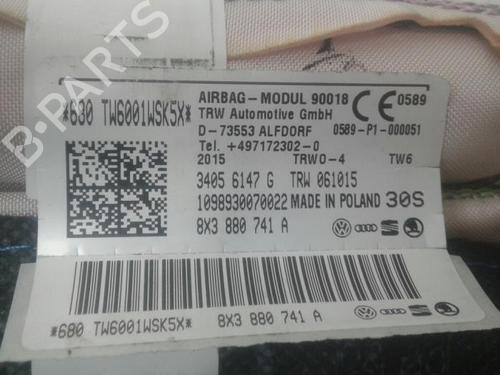 B-PARTS
*680 TW6001WSK5X*
AIRBAG-MODUL 90018 CE 0589
TRW Automotive GmbH
D-73553 ALFDORF 0589-P1-000051
Tel. +497172302-0
2015 TRWO-4 TW6
3405 6147 G TRW 061015
1098930070022 MADE IN POLAND 30S
8X3 880 741 A
*680 TW6001WSK5X* 8X3 880 741 A